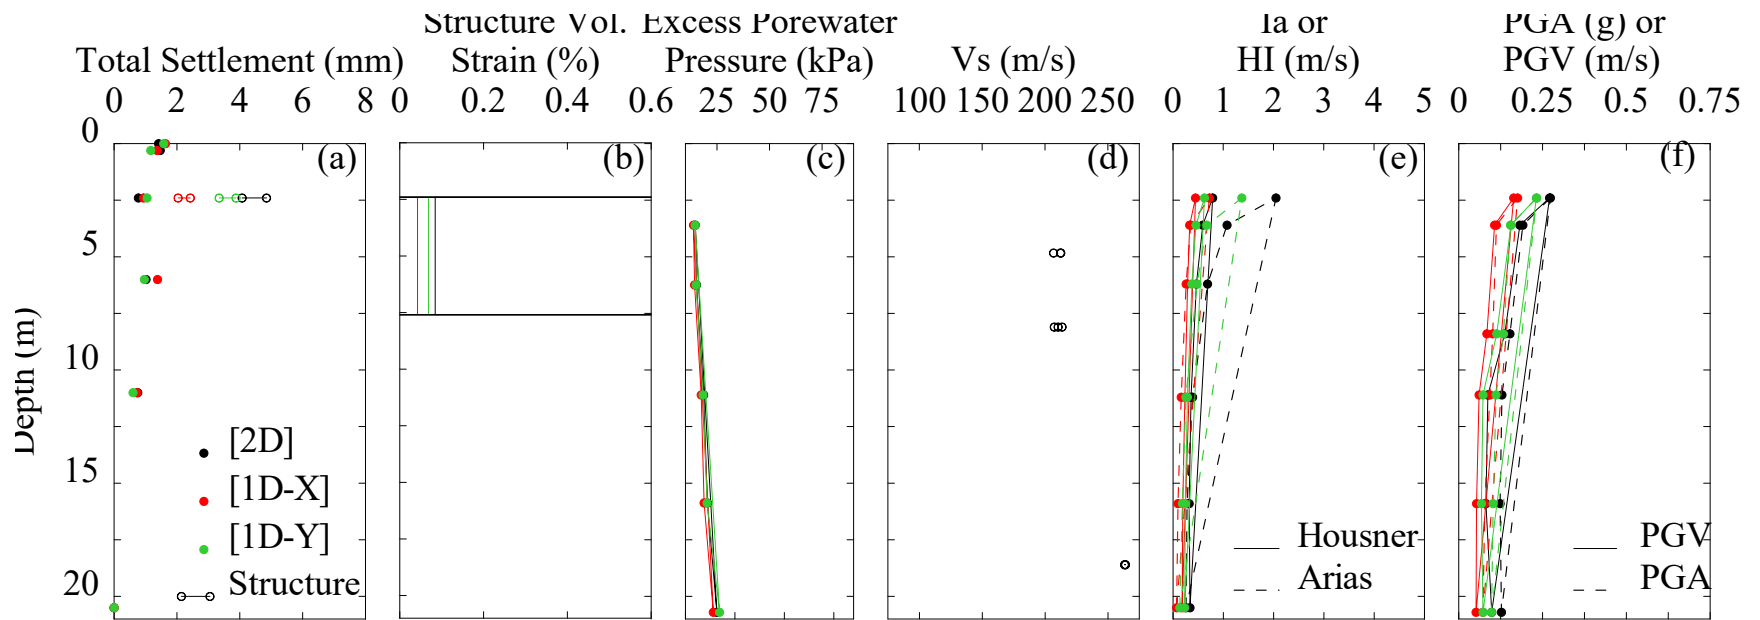 Structure Vol. Excess Porewater Ia or PGA (g) or
Total Settlement (mm) Strain (%) Pressure (kPa) Vs (m/s) HI (m/s) PGV (m/s)
0 2 4 6 8 0 0.2 0.4 0.6 25 50 75 100 150 200 250 0 1 2 3 4 5 0 0.25 0.5 0.75
0
(a) (b) (c) (d) (e) (f)
5
10
15
20
Depth (m)
[2D]
[1D-X]
[1D-Y]
Structure
Housner
Arias
PGV
PGA